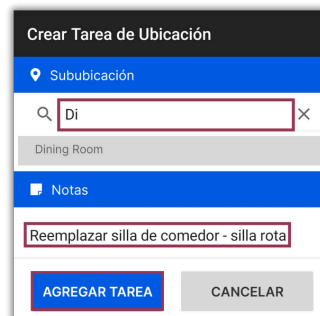 Crear Tarea de Ubicación
Sububicación
Di
Dining Room
Notas
Reemplazar silla de comedor - silla rota
AGREGAR TAREA
CANCELAR